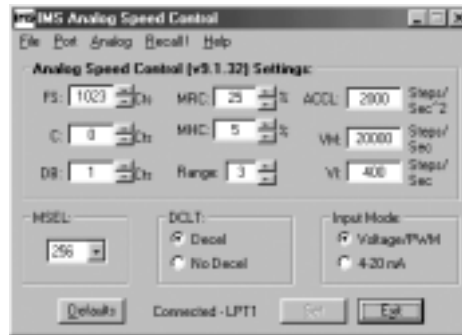 IMS Analog Speed Control
File Port Analog Recall! Help
Analog Speed Control (v9.1.32) Settings:
FS: 1023 Cts MRC: 25 % ACCL: 2000 Steps/Sec^2
C: 0 Cts MHC: 5 % VM: 20000 Steps/Sec
DB: 1 Cts Range: 3 VI: 400 Steps/Sec
MSEL: DCLT: Input Mode:
256 Decel Voltage/PWM
No Decel 4-20 mA
Defaults Connected - LPT1 Set Exit